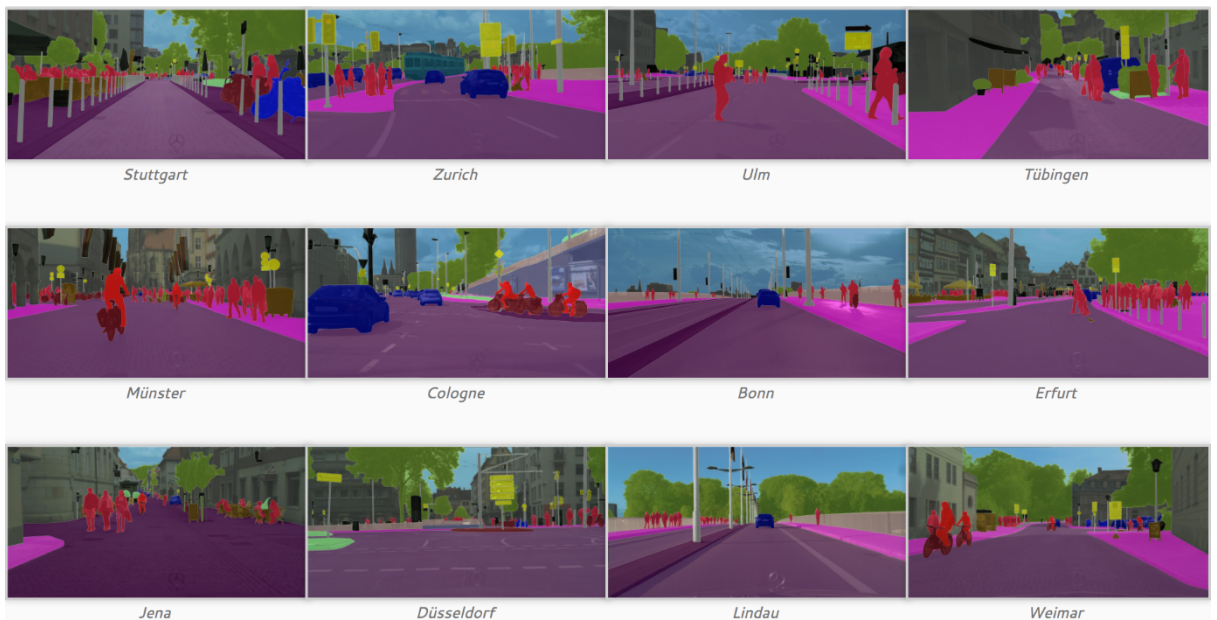 Stuttgart
Zurich
Ulm
Tübingen
Münster
Cologne
Bonn
Erfurt
Jena
Düsseldorf
Lindau
Weimar